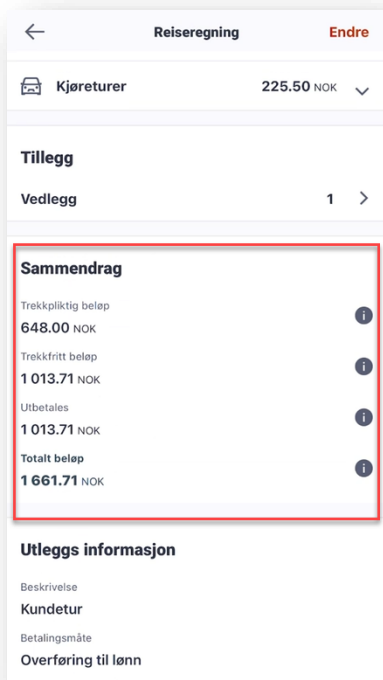 Reiseregning Endre
Kjøreturer 225.50 NOK
Tillegg
Vedlegg 1
Sammendrag
Trekkpliktig beløp
648.00 NOK
Trekkfritt beløp
1 013.71 NOK
Utbetales
1 013.71 NOK
Totalt beløp
1 661.71 NOK
Utleggs informasjon
Beskrivelse
Kundetur
Betalingsmåte
Overføring til lønn